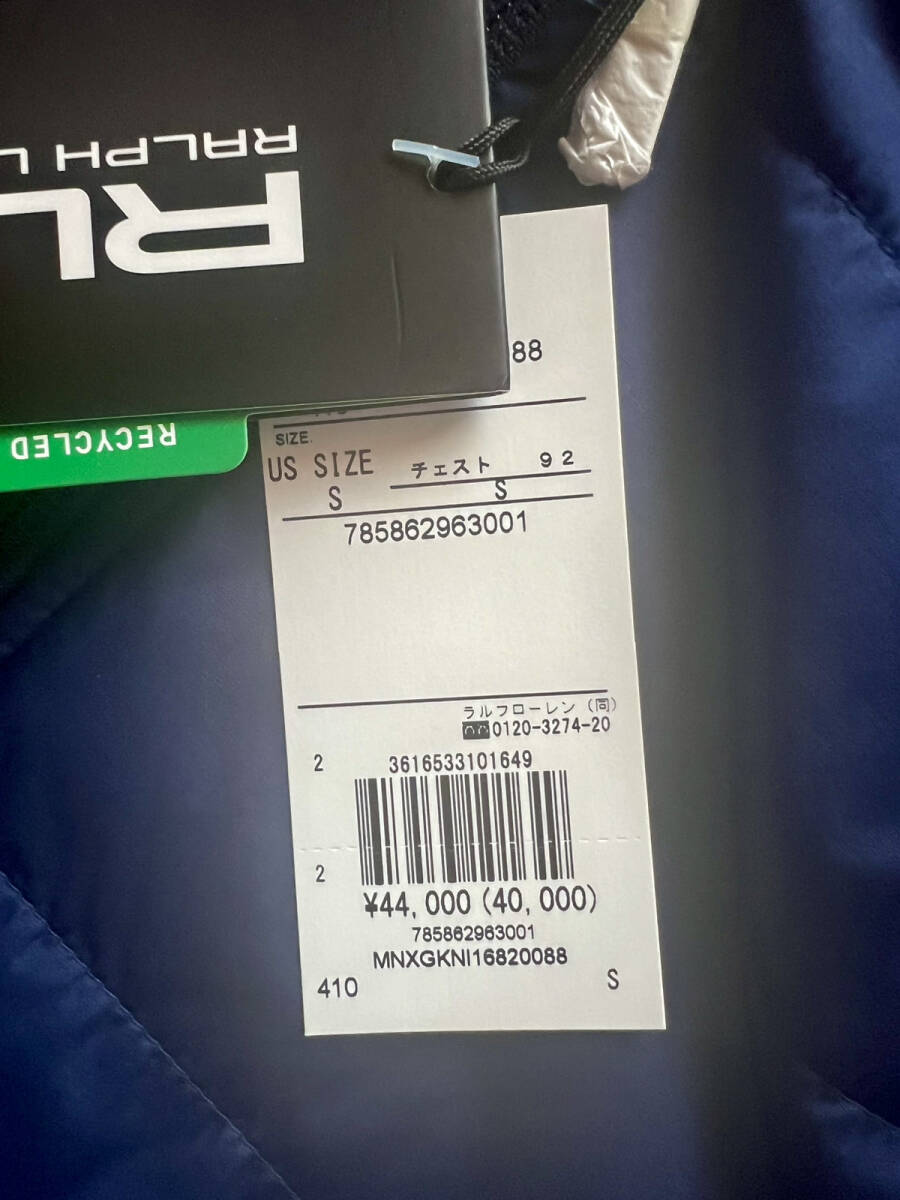 RALPH L
RL
RECYCLED
88
SIZE.
US SIZE
チェスト 92
S
S
785862963001
ラルフローレン(同)
0120-3274-20
2
3616533101649
2
¥44,000(40,000)
785862963001
MNXGKNI16820088
410
S